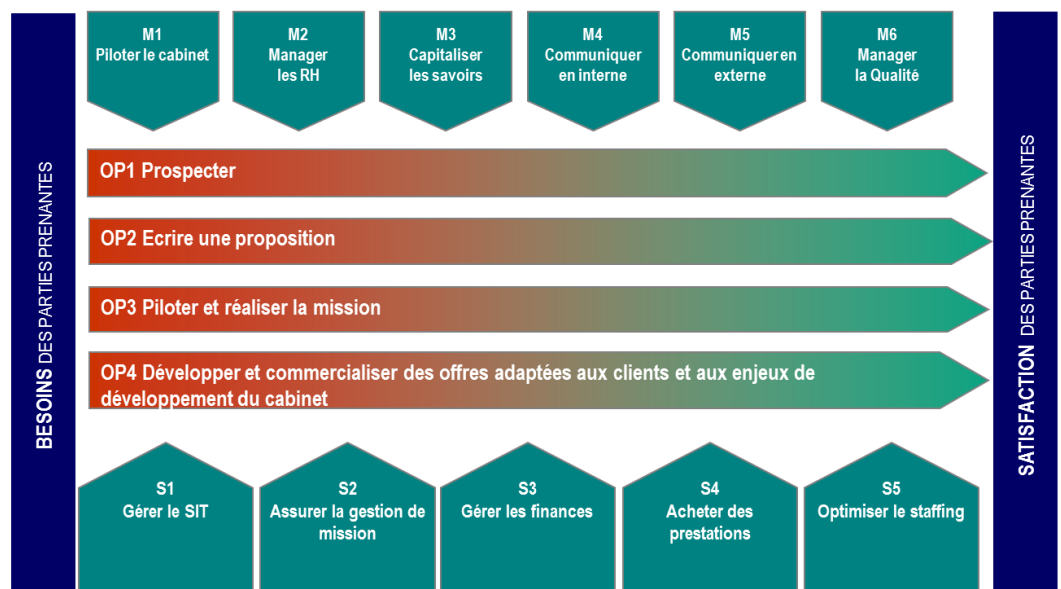 BESOINS DES PARTIES PRENANTES
M1
Piloter le cabinet
M2
Manager
les RH
M3
Capitaliser
les savoirs
M4
Communiquer
en interne
M5
Communiquer en
externe
M6
Manager
la Qualité
OP1 Prospecter
OP2 Ecrire une proposition
OP3 Piloter et réaliser la mission
OP4 Développer et commercialiser des offres adaptées aux clients et aux enjeux de
développement du cabinet
S1
Gérer le SIT
S2
Assurer la gestion de
mission
S3
Gérer les finances
S4
Acheter des
prestations
S5
Optimiser le staffing
SATISFACTION DES PARTIES PRENANTES